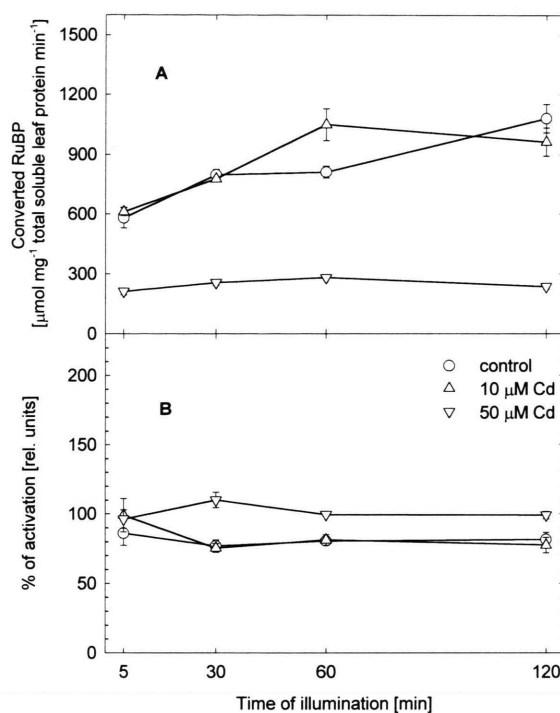 1500
A
1200
900
600
300
0
Converted RuBP
[μmol mg⁻¹ total soluble leaf protein min⁻¹]
control
10 μM Cd
50 μM Cd
B
200
150
100
50
0
% of activation [rel. units]
5 30 60 120
Time of illumination [min]